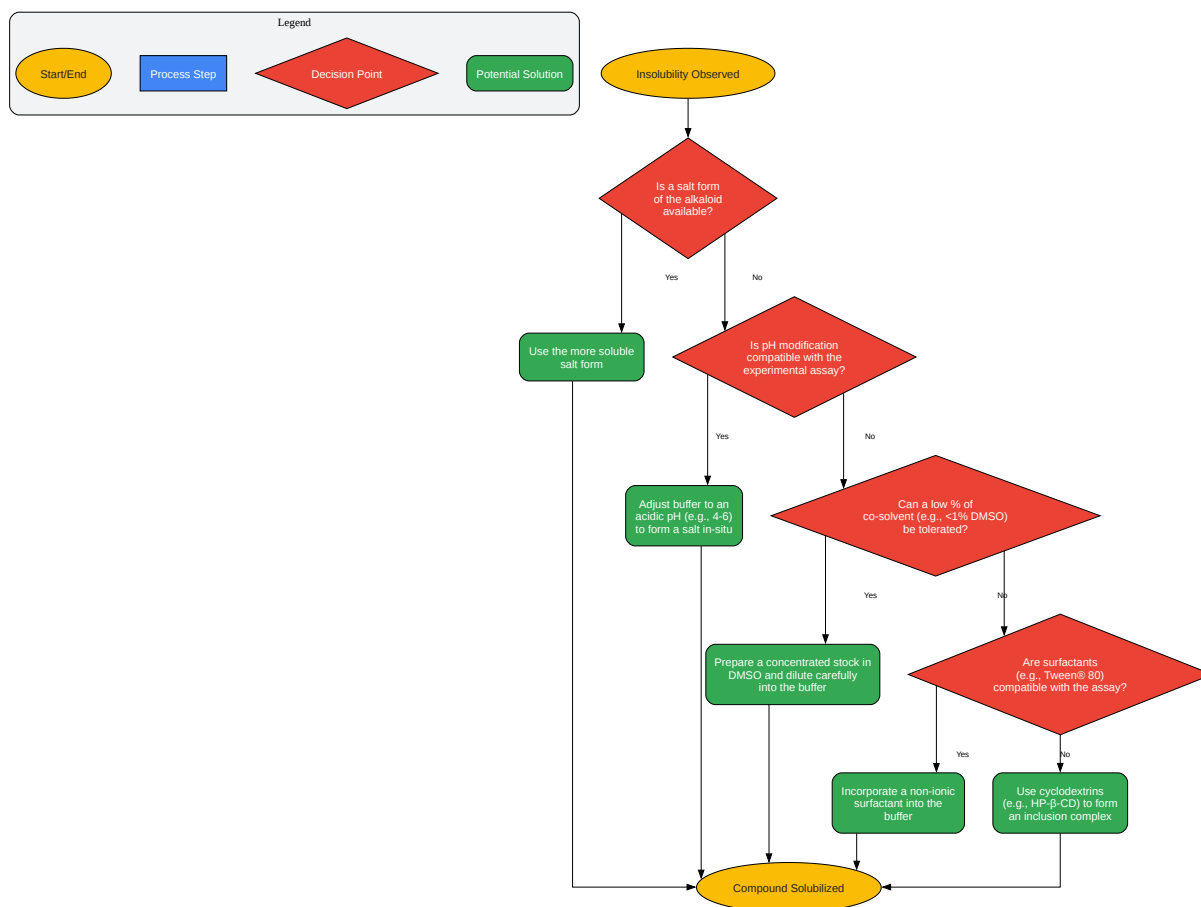 Legend
Start/End
Process Step
Decision Point
Potential Solution
Insolubility Observed
Is a salt form
of the alkaloid
available?
Yes
No
Use the more soluble
salt form
Is pH modification
compatible with the
experimental assay?
Yes
No
Adjust buffer to an
acidic pH (e.g., 4-6)
to form a salt in-situ
Can a low % of
co-solvent (e.g., <1% DMSO)
be tolerated?
Yes
No
Prepare a concentrated stock in
DMSO and dilute carefully
into the buffer
Are surfactants
(e.g., Tween® 80)
compatible with the assay?
Yes
No
Incorporate a non-ionic
surfactant into the
buffer
Use cyclodextrins
(e.g., HP-β-CD) to form
an inclusion complex
Compound Solubilized